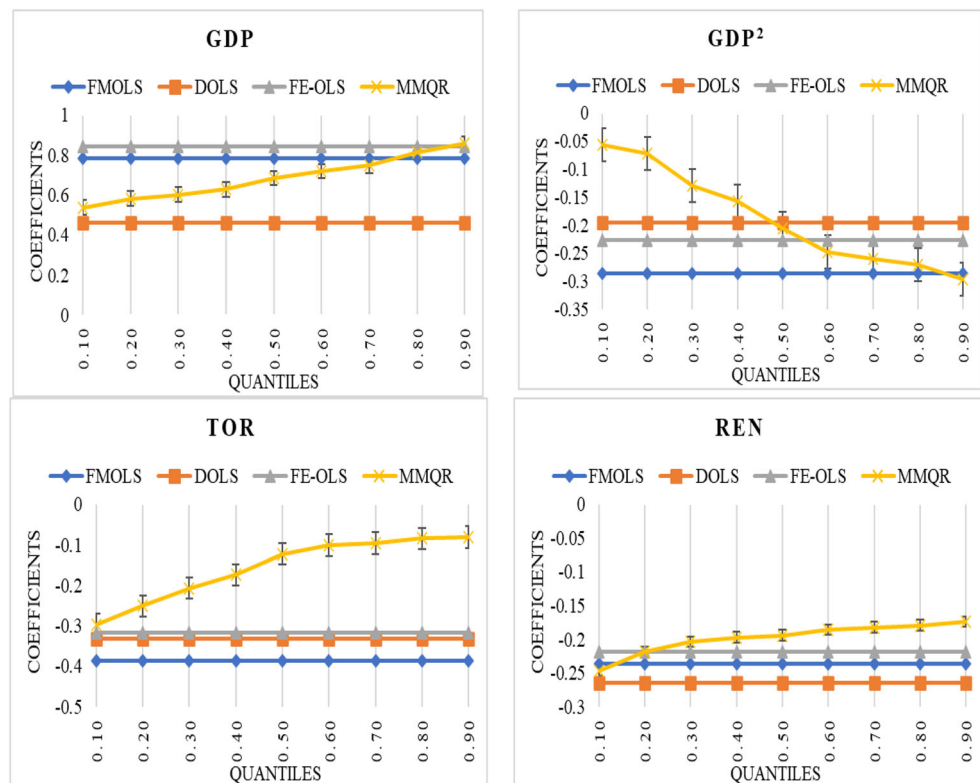 GDP
FMOLS DOLS FE-OLS MMQR
COEFFICIENTS
1
0.8
0.6
0.4
0.2
0
0.10 0.20 0.30 0.40 0.50 0.60 0.70 0.80 0.90
QUANTILES
GDP²
FMOLS DOLS FE-OLS MMQR
COEFFICIENTS
0
-0.05
-0.1
-0.15
-0.2
-0.25
-0.3
-0.35
0.10 0.20 0.30 0.40 0.50 0.60 0.70 0.80 0.90
QUANTILES
TOR
FMOLS DOLS FE-OLS MMQR
COEFFICIENTS
0
-0.1
-0.2
-0.3
-0.4
-0.5
0.10 0.20 0.30 0.40 0.50 0.60 0.70 0.80 0.90
QUANTILES
REN
FMOLS DOLS FE-OLS MMQR
COEFFICIENTS
0
-0.05
-0.1
-0.15
-0.2
-0.25
-0.3
0.10 0.20 0.30 0.40 0.50 0.60 0.70 0.80 0.90
QUANTILES